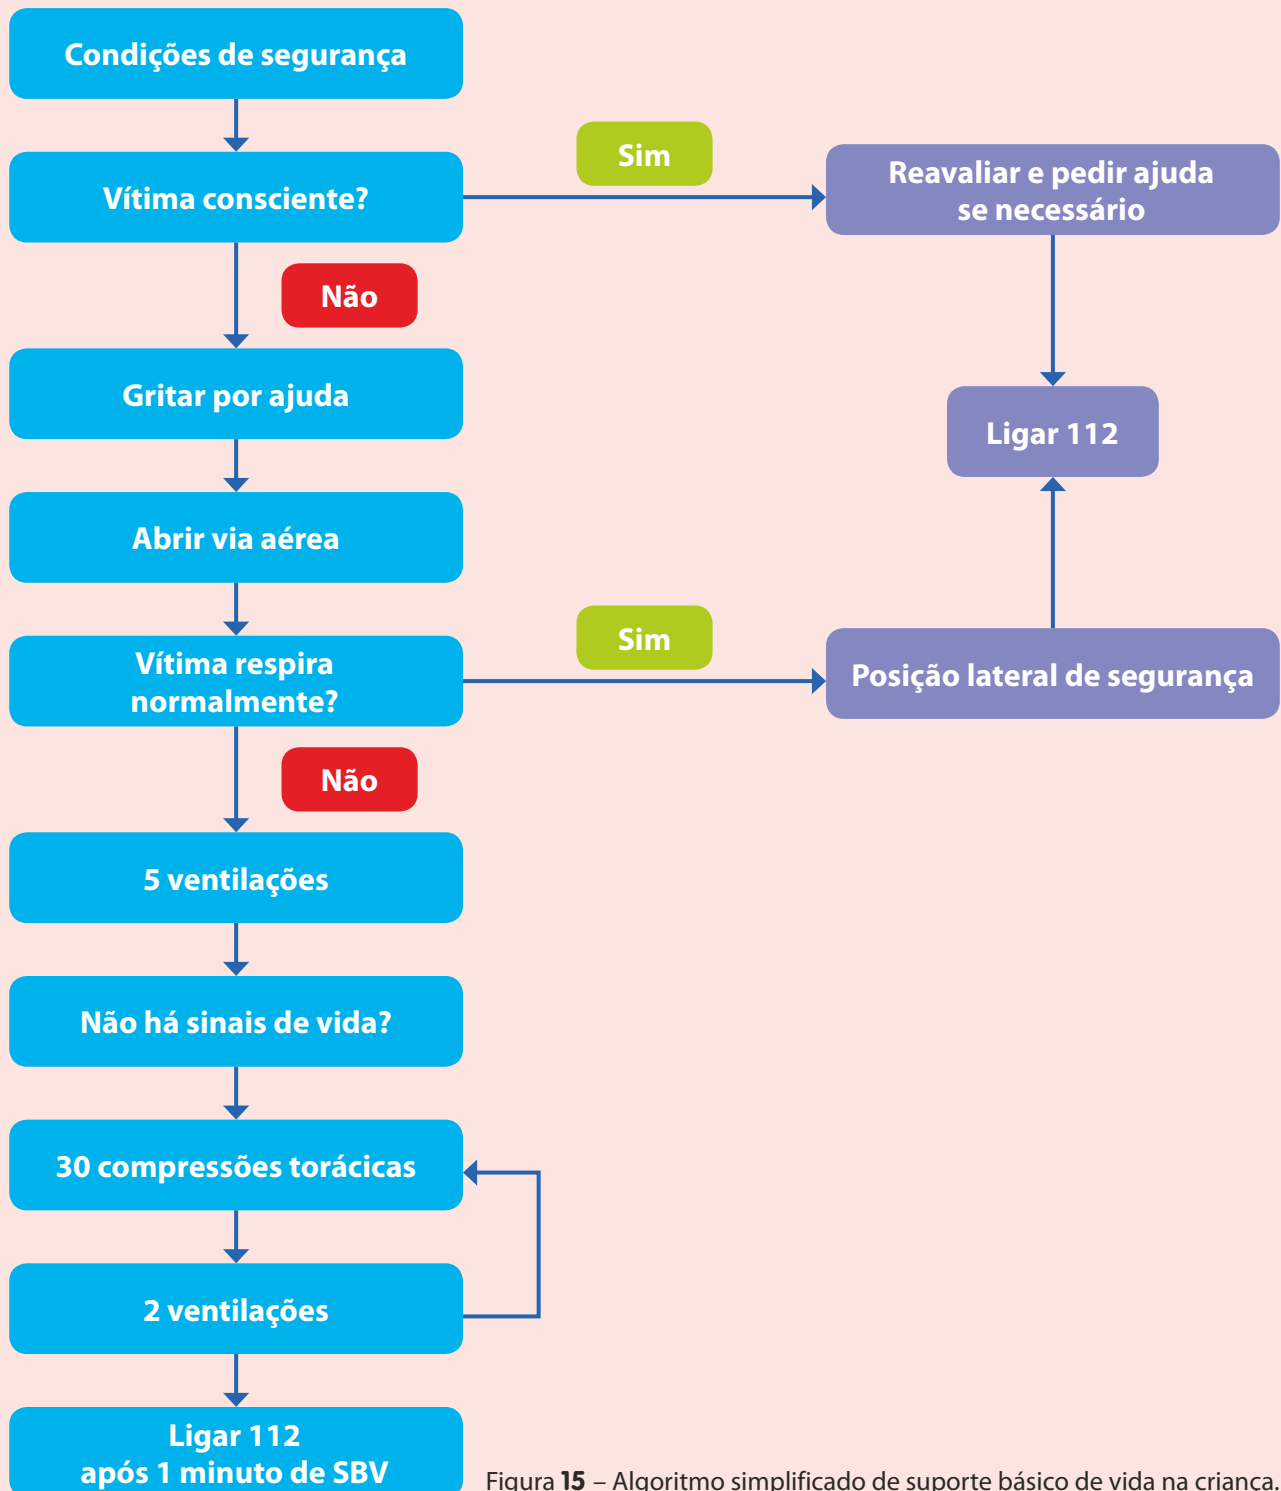 Condições de segurança
Vítima consciente?
Sim
Reavaliar e pedir ajuda
se necessário
Não
Gritar por ajuda
Ligar 112
Abrir via aérea
Vítima respira
normalmente?
Sim
Posição lateral de segurança
Não
5 ventilações
Não há sinais de vida?
30 compressões torácicas
2 ventilações
Ligar 112
após 1 minuto de SBV
Figura 15 – Algoritmo simplificado de suporte básico de vida na criança.